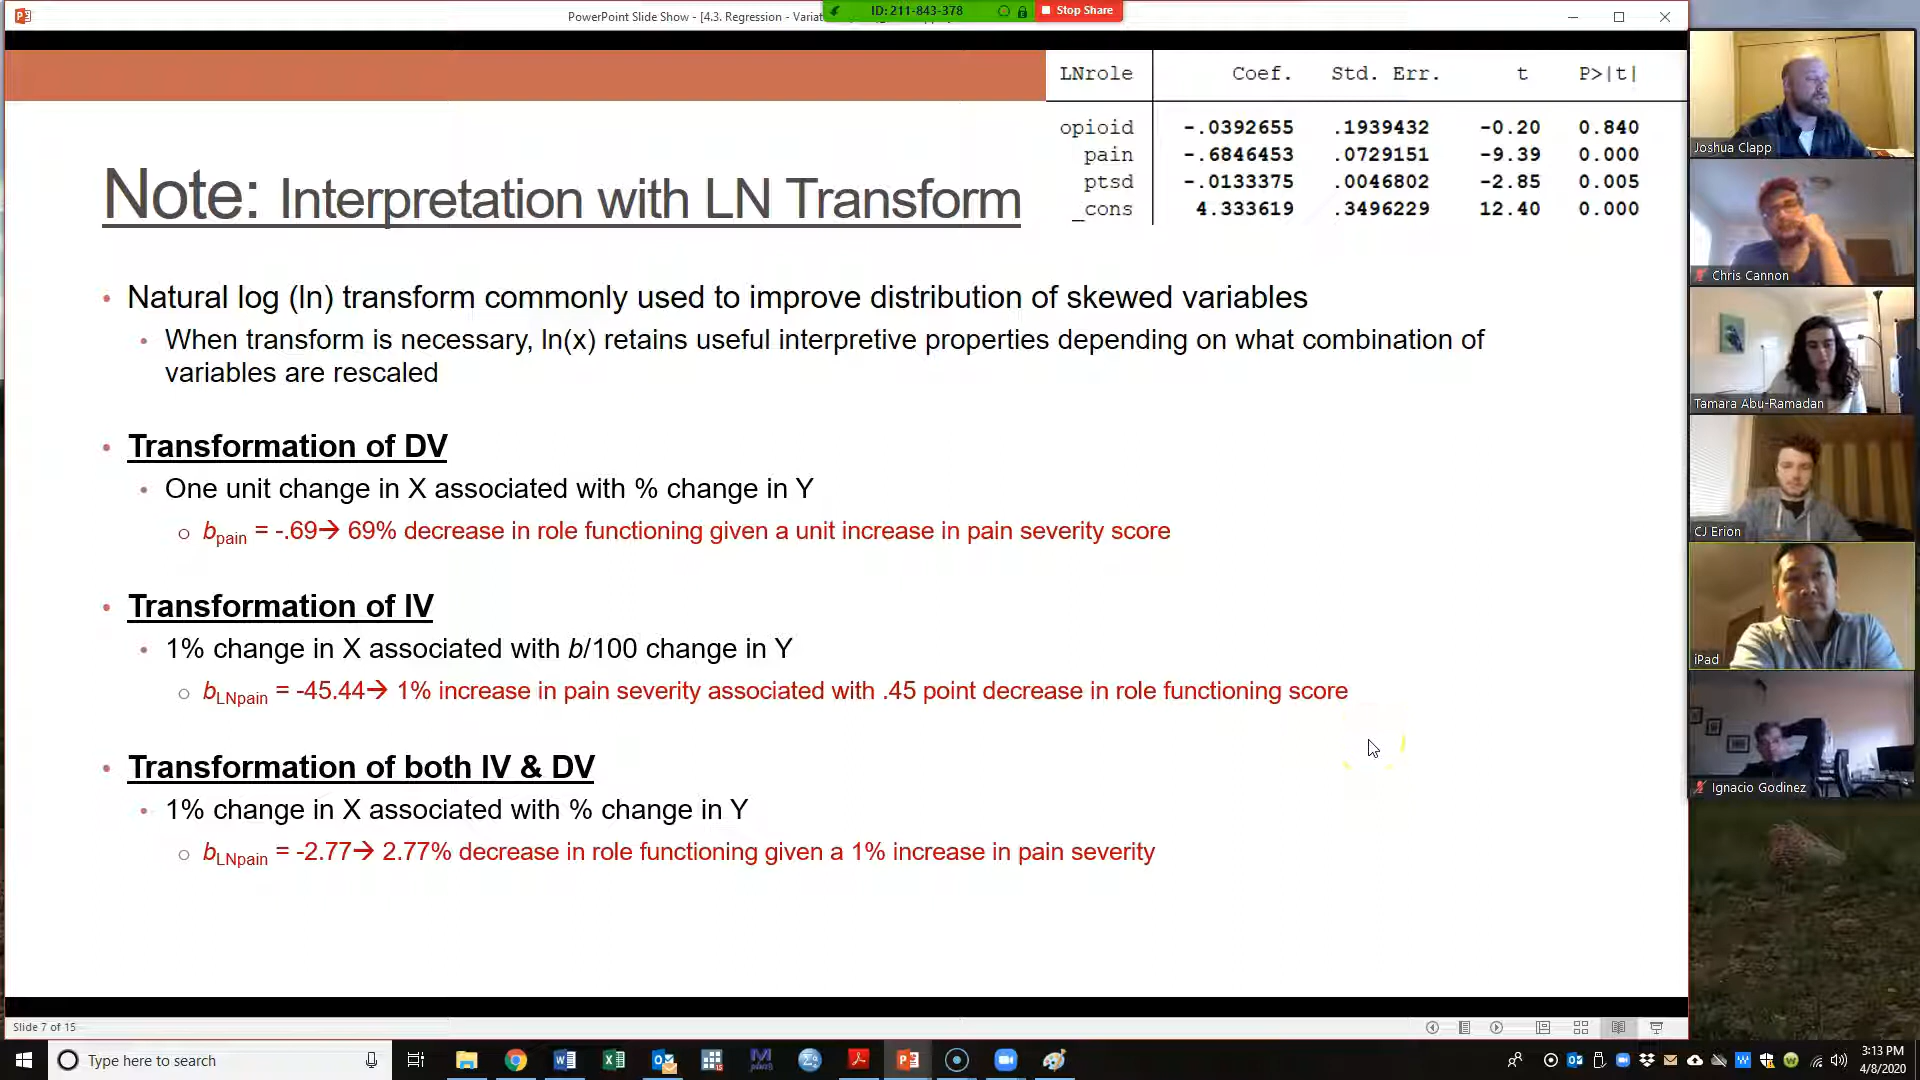 PowerPoint Slide Show - [4.3. Regression - Variat
ID: 211-843-378
Stop Share
LNrole Coef. Std. Err. t P>|t|
opioid -.0392655 .1939432 -0.20 0.840
pain -.6846453 .0729151 -9.39 0.000
ptsd -.0133375 .0046802 -2.85 0.005
_cons 4.333619 .3496229 12.40 0.000
Note: Interpretation with LN Transform
• Natural log (ln) transform commonly used to improve distribution of skewed variables
• When transform is necessary, ln(x) retains useful interpretive properties depending on what combination of
variables are rescaled
• Transformation of DV
• One unit change in X associated with % change in Y
o bpain = -.69→ 69% decrease in role functioning given a unit increase in pain severity score
• Transformation of IV
• 1% change in X associated with b/100 change in Y
o bLNpain = -45.44→ 1% increase in pain severity associated with .45 point decrease in role functioning score
• Transformation of both IV & DV
• 1% change in X associated with % change in Y
o bLNpain = -2.77→ 2.77% decrease in role functioning given a 1% increase in pain severity
Joshua Clapp
Chris Cannon
Tamara Abu-Ramadan
CJ Erion
iPad
Ignacio Godinez
Slide 7 of 15
Type here to search
3:13 PM
4/8/2020